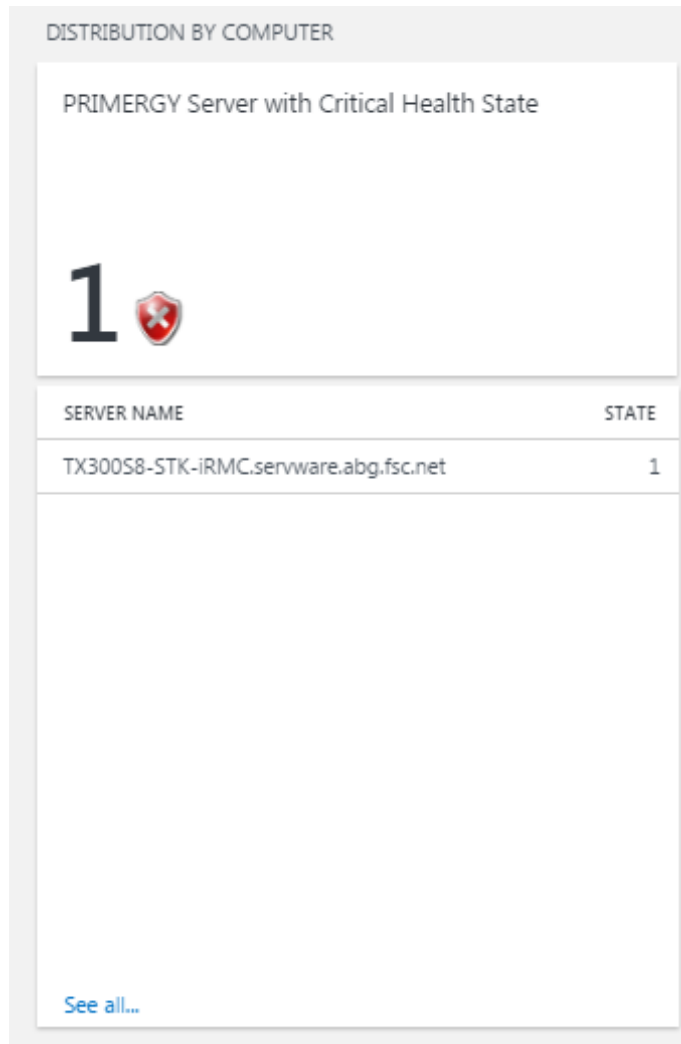 DISTRIBUTION BY COMPUTER
PRIMERGY Server with Critical Health State
1
SERVER NAME STATE
TX300S8-STK-iRMC.servware.abg.fsc.net 1
See all...